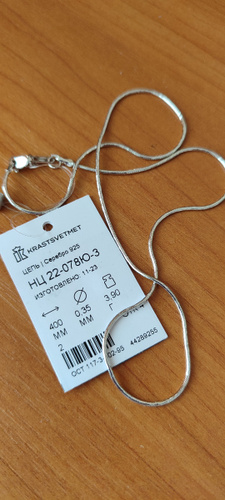 KRASTSVETMET
ЦЕПЬ | Серебро 925
НЦ 22-078Ю-3
ИЗГОТОВЛЕНО: 11-23
400 0,35 3,90
ММ ММ Г
2
44289255